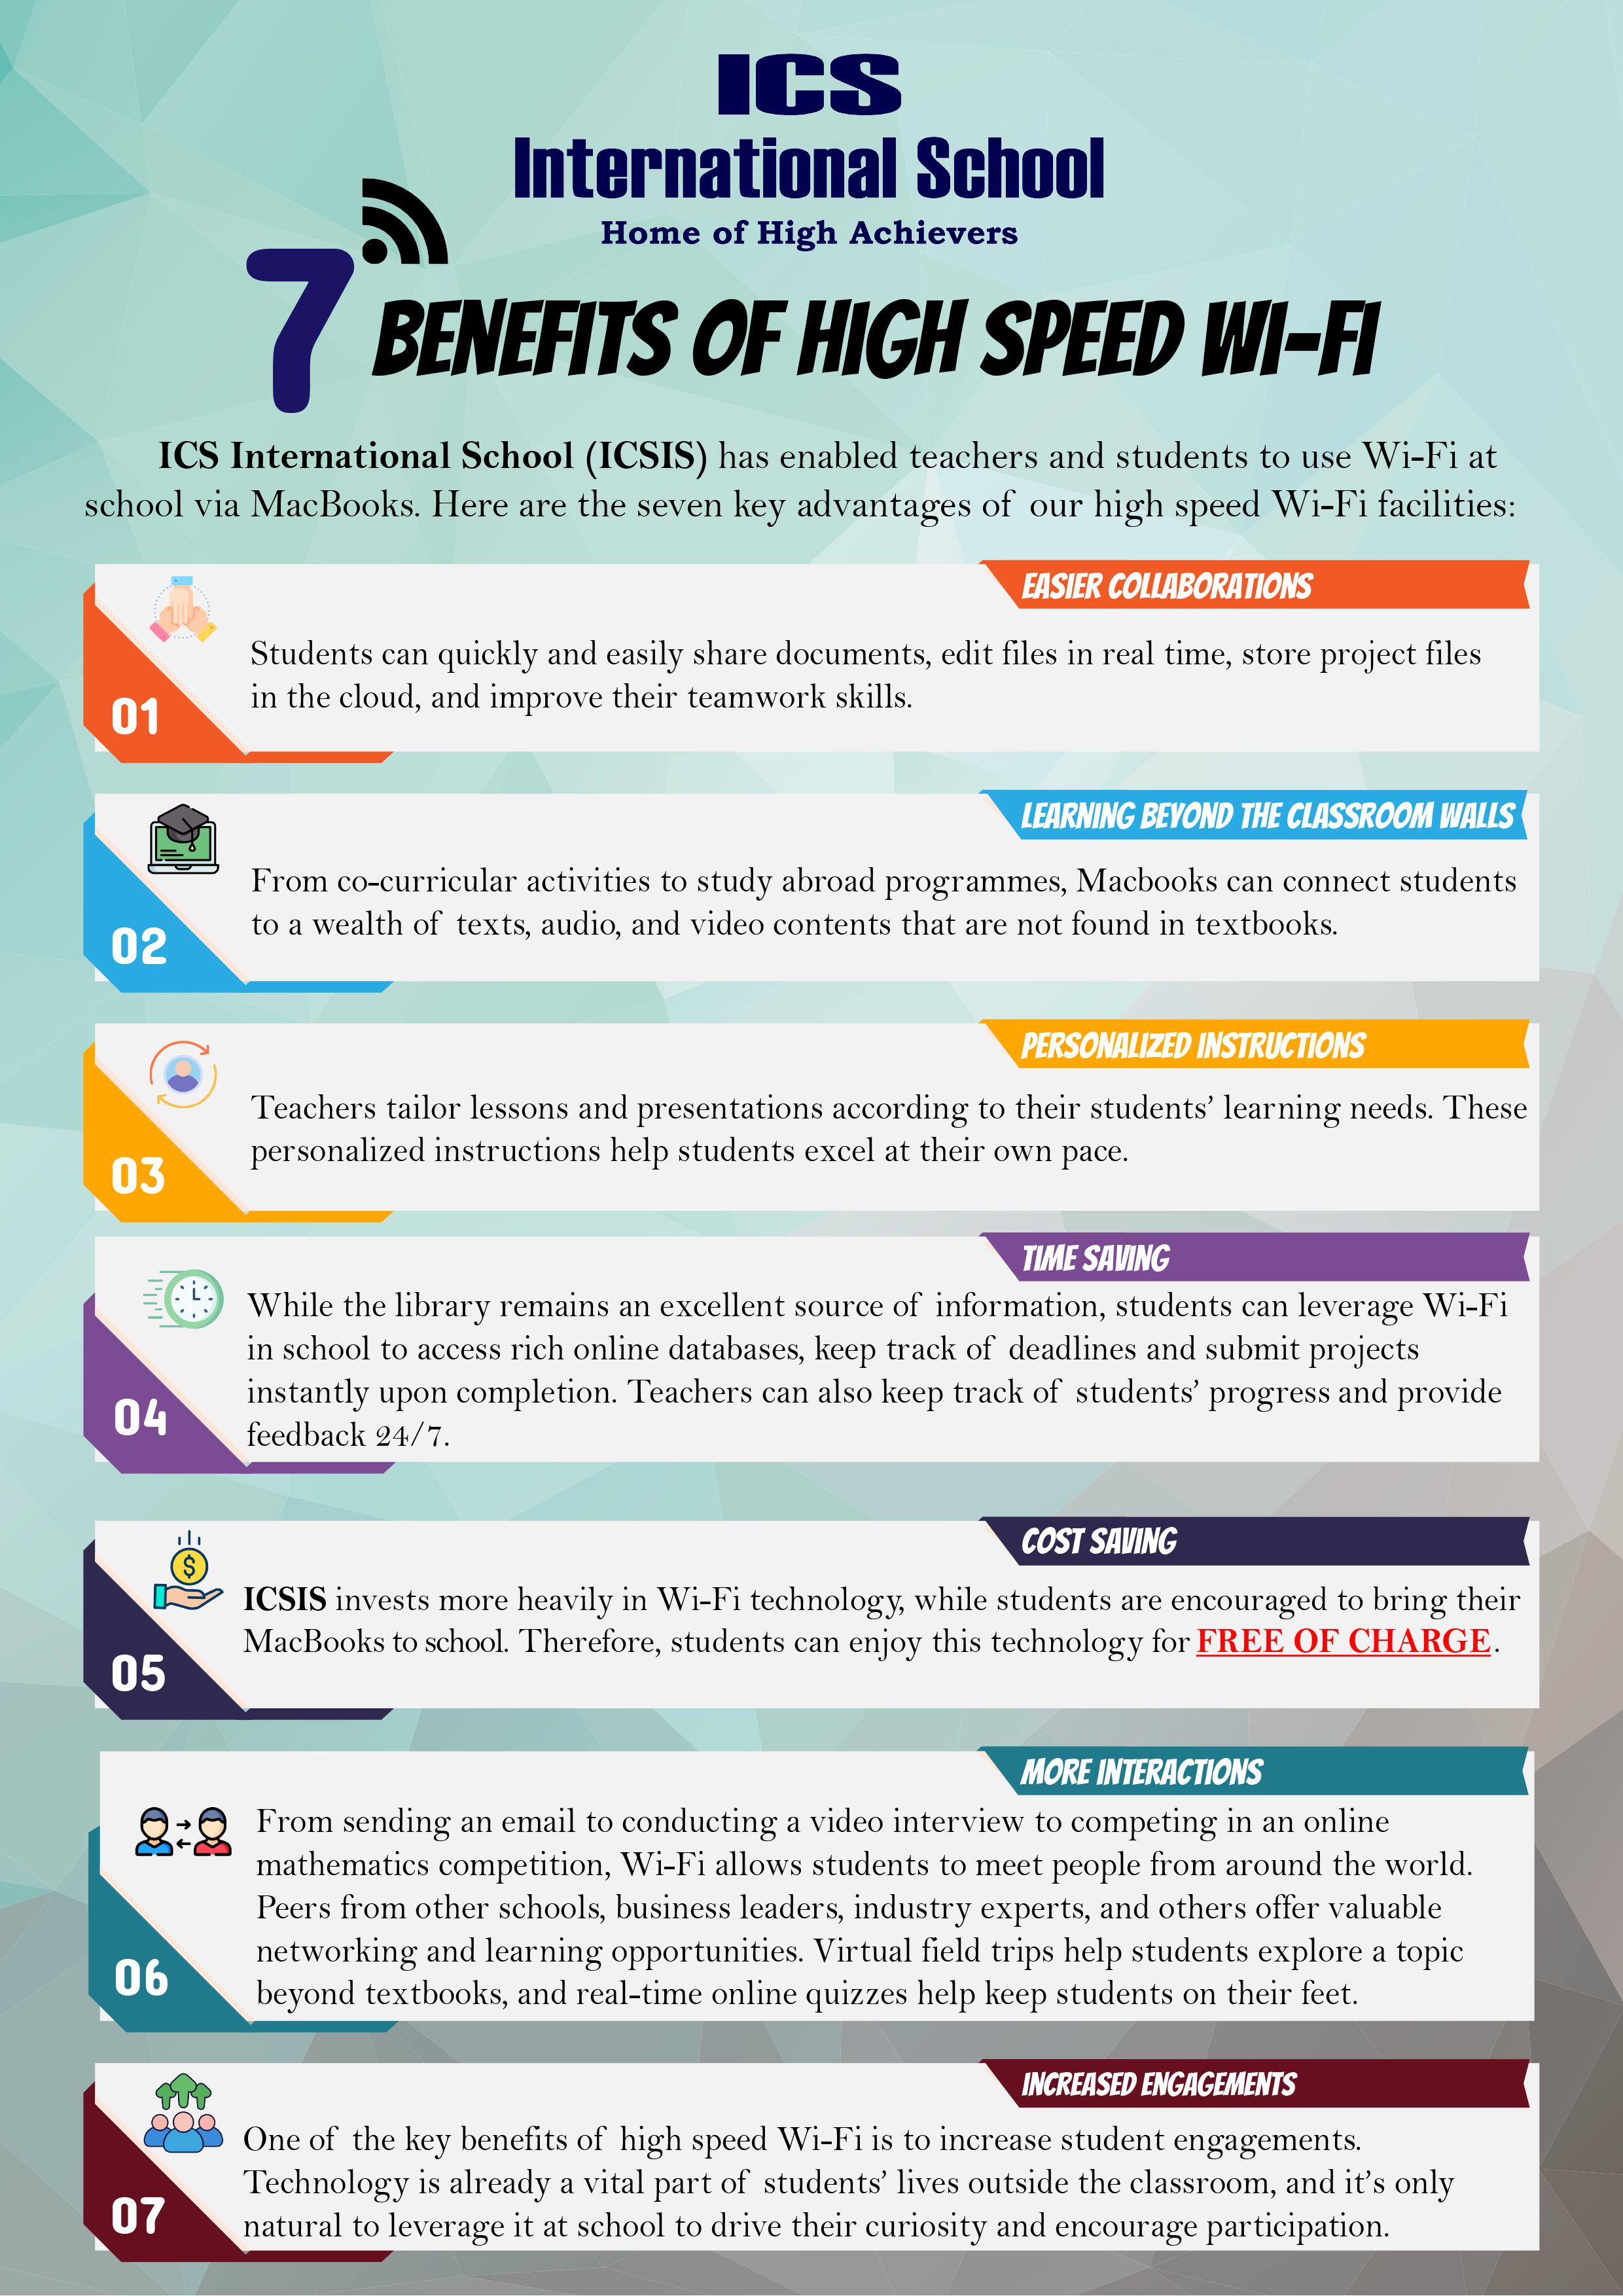 ICS
International School
Home of High Achievers
7
BENEFITS OF HIGH SPEED WI-FI
ICS International School (ICSIS) has enabled teachers and students to use Wi-Fi at
school via MacBooks. Here are the seven key advantages of our high speed Wi-Fi facilities:
EASIER COLLABORATIONS
Students can quickly and easily share documents, edit files in real time, store project files
in the cloud, and improve their teamwork skills.
01
LEARNING BEYOND THE CLASSROOM WALLS
From co-curricular activities to study abroad programmes, Macbooks can connect students
to a wealth of texts, audio, and video contents that are not found in textbooks.
02
PERSONALIZED INSTRUCTIONS
Teachers tailor lessons and presentations according to their students' learning needs. These
personalized instructions help students excel at their own pace.
03
TIME SAVING
While the library remains an excellent source of information, students can leverage Wi-Fi
in school to access rich online databases, keep track of deadlines and submit projects
instantly upon completion. Teachers can also keep track of students' progress and provide
feedback 24/7.
04
COST SAVING
$
ICSIS invests more heavily in Wi-Fi technology, while students are encouraged to bring their
MacBooks to school. Therefore, students can enjoy this technology for FREE OF CHARGE.
05
MORE INTERACTIONS
From sending an email to conducting a video interview to competing in an online
mathematics competition, Wi-Fi allows students to meet people from around the world.
Peers from other schools, business leaders, industry experts, and others offer valuable
networking and learning opportunities. Virtual field trips help students explore a topic
beyond textbooks, and real-time online quizzes help keep students on their feet.
06
INCREASED ENGAGEMENTS
One of the key benefits of high speed Wi-Fi is to increase student engagements.
Technology is already a vital part of students' lives outside the classroom, and it's only
natural to leverage it at school to drive their curiosity and encourage participation.
07